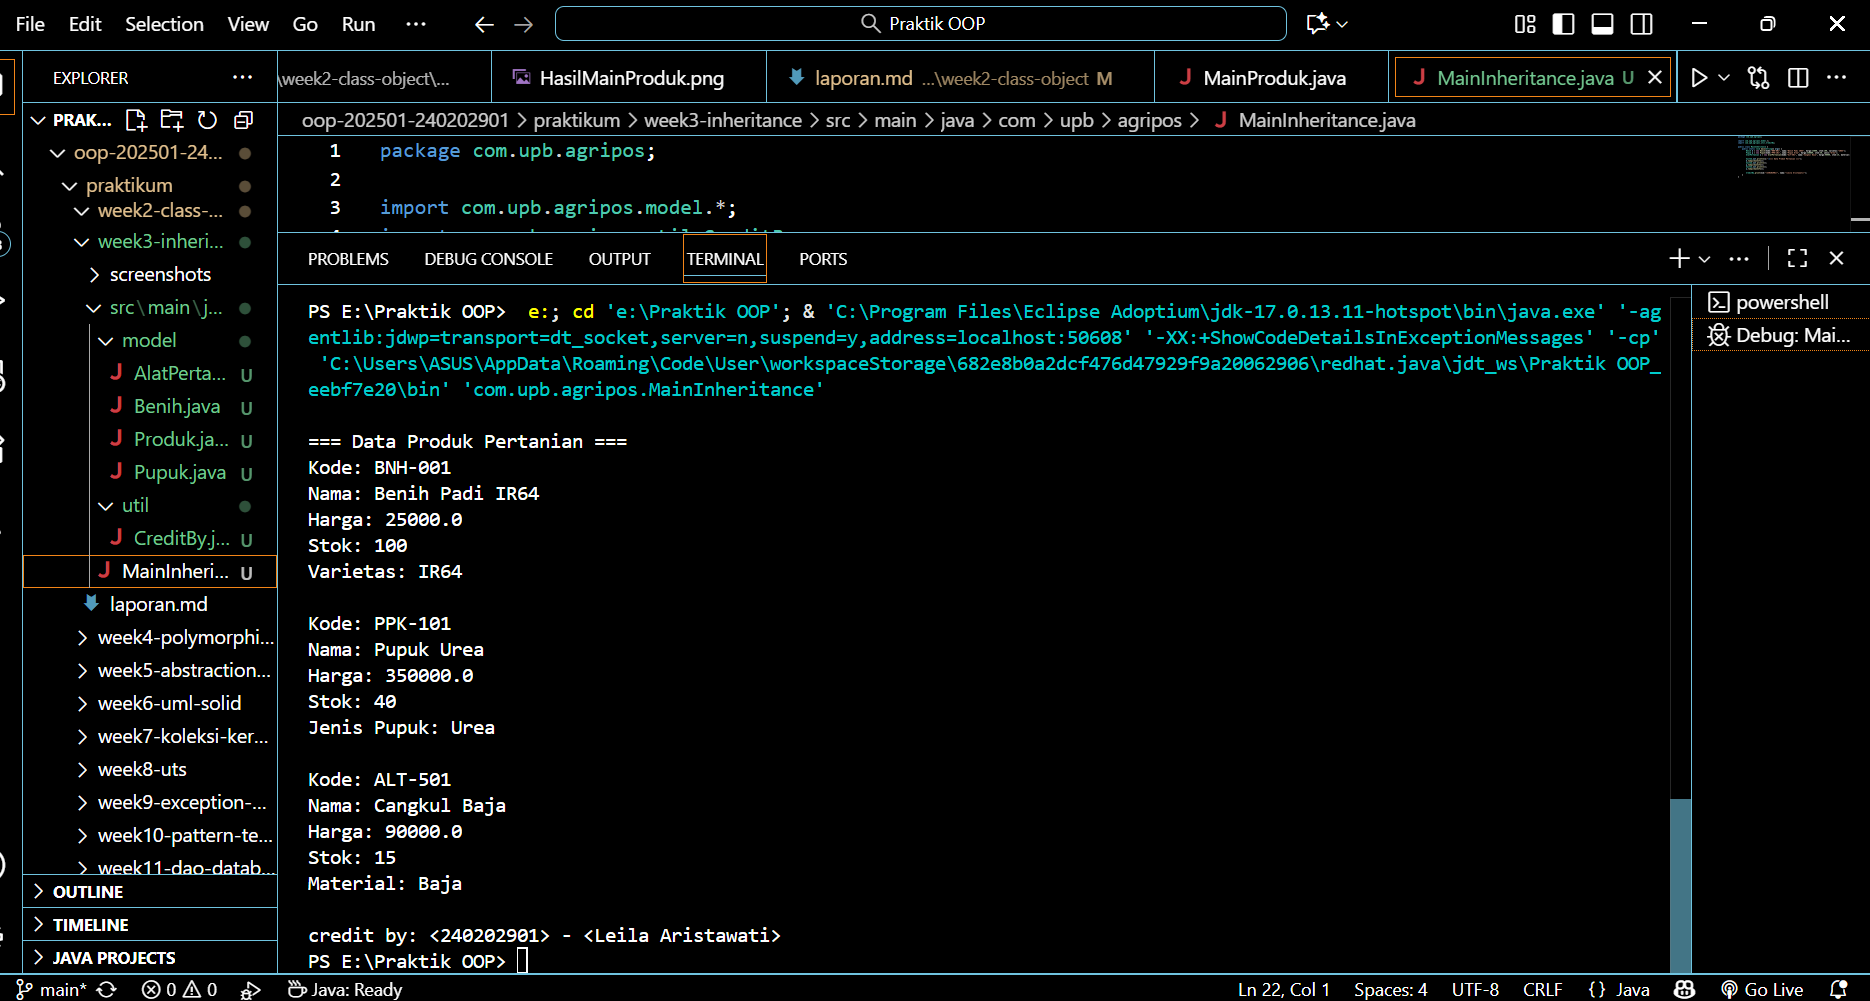 File Edit Selection View Go Run ···
Praktik OOP
EXPLORER ···
\week2-class-object\...
HasilMainProduk.png
laporan.md ...\week2-class-object M
MainProduk.java
MainInheritance.java U
PRAK...
oop-202501-24...
praktikum
week2-class-...
week3-inheri...
screenshots
src\main\j...
model
AlatPerta... U
Benih.java U
Produk.ja... U
Pupuk.java U
util
CreditBy.j... U
MainInheri... U
laporan.md
week4-polymorphi...
week5-abstraction...
week6-uml-solid
week7-koleksi-ker...
week8-uts
week9-exception-...
week10-pattern-te...
week11-dao-datab...
OUTLINE
TIMELINE
JAVA PROJECTS
oop-202501-240202901 > praktikum > week3-inheritance > src > main > java > com > upb > agripos > MainInheritance.java
1 package com.upb.agripos;
2
3 import com.upb.agripos.model.*;
PROBLEMS DEBUG CONSOLE OUTPUT TERMINAL PORTS
PS E:\Praktik OOP> e:; cd 'e:\Praktik OOP'; & 'C:\Program Files\Eclipse Adoptium\jdk-17.0.13.11-hotspot\bin\java.exe' '-ag
entlib:jdwp=transport=dt_socket,server=n,suspend=y,address=localhost:50608' '-XX:+ShowCodeDetailsInExceptionMessages' '-cp'
'C:\Users\ASUS\AppData\Roaming\Code\User\workspaceStorage\682e8b0a2dcf476d47929f9a20062906\redhat.java\jdt_ws\Praktik OOP_
eebf7e20\bin' 'com.upb.agripos.MainInheritance'
=== Data Produk Pertanian ===
Kode: BNH-001
Nama: Benih Padi IR64
Harga: 25000.0
Stok: 100
Varietas: IR64
Kode: PPK-101
Nama: Pupuk Urea
Harga: 350000.0
Stok: 40
Jenis Pupuk: Urea
Kode: ALT-501
Nama: Cangkul Baja
Harga: 90000.0
Stok: 15
Material: Baja
credit by: <240202901> - <Leila Aristawati>
PS E:\Praktik OOP>
powershell
Debug: Mai...
main* 0 0 Java: Ready
Ln 22, Col 1 Spaces: 4 UTF-8 CRLF {} Java Go Live